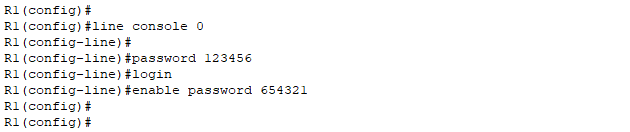 R1(config)#
R1(config)#line console 0
R1(config-line)#
R1(config-line)#password 123456
R1(config-line)#login
R1(config-line)#enable password 654321
R1(config)#
R1(config)#